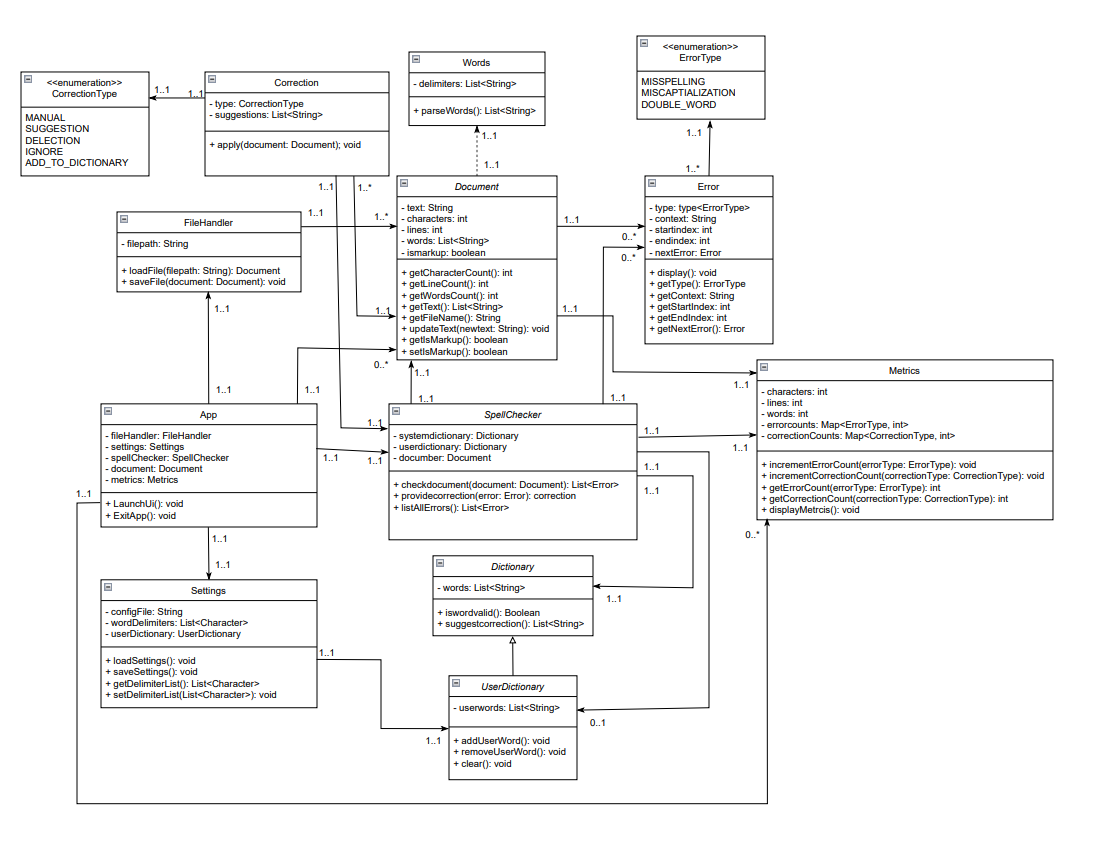 <<enumeration>>
CorrectionType
MANUAL
SUGGESTION
DELECTION
IGNORE
ADD_TO_DICTIONARY
1..1
1..1
Correction
- type: CorrectionType
- suggestions: List<String>
+ apply(document: Document); void
1..1
1..*
Words
- delimiters: List<String>
+ parseWords(): List<String>
1..1
1..1
<<enumeration>>
ErrorType
MISSPELLING
MISCAPTIALIZATION
DOUBLE_WORD
1..1
1..*
FileHandler
- filepath: String
+ loadFile(filepath: String): Document
+ saveFile(document: Document): void
1..1
1..*
1..1
1..1
Document
- text: String
- characters: int
- lines: int
- words: List<String>
- ismarkup: boolean
+ getCharacterCount(): int
+ getLineCount(): int
+ getWordsCount(): int
+ getText(): List<String>
+ getFileName(): String
+ updateText(newtext: String): void
+ getIsMarkup(): boolean
+ setIsMarkup(): boolean
1..1
0..*
1..1
0..*
1..1
0..*
1..1
1..1
1..1
1..1
Error
- type: type<ErrorType>
- context: String
- startindex: int
- endindex: int
- nextError: Error
+ display(): void
+ getType(): ErrorType
+ getContext: String
+ getStartIndex: int
+ getEndIndex: int
+ getNextError(): Error
Metrics
- characters: int
- lines: int
- words: int
- errorcounts: Map<ErrorType, int>
- correctionCounts: Map<CorrectionType, int>
+ incrementErrorCount(errorType: ErrorType): void
+ incrementCorrectionCount(correctionType: CorrectionType): void
+ getErrorCount(errorType: ErrorType): int
+ getCorrectionCount(correctionType: CorrectionType): int
+ displayMetrcis(): void
1..1
1..1
0..*
App
- fileHandler: FileHandler
- settings: Settings
- spellChecker: SpellChecker
- document: Document
- metrics: Metrics
+ LaunchUi(): void
+ ExitApp(): void
1..1
1..1
1..1
1..1
1..1
1..1
SpellChecker
- systemdictionary: Dictionary
- userdictionary: Dictionary
- documber: Document
+ checkdocument(document: Document): List<Error>
+ providecorrection(error: Error): correction
+ listAllErrors(): List<Error>
1..1
1..1
1..1
Settings
- configFile: String
- wordDelimiters: List<Character>
- userDictionary: UserDictionary
+ loadSettings(): void
+ saveSettings(): void
+ getDelimiterList(): List<Character>
+ setDelimiterList(List<Character>): void
1..1
1..1
Dictionary
- words: List<String>
+ iswordvalid(): Boolean
+ suggestcorrection(): List<String>
1..1
UserDictionary
- userwords: List<String>
+ addUserWord(): void
+ removeUserWord(): void
+ clear(): void
0..1